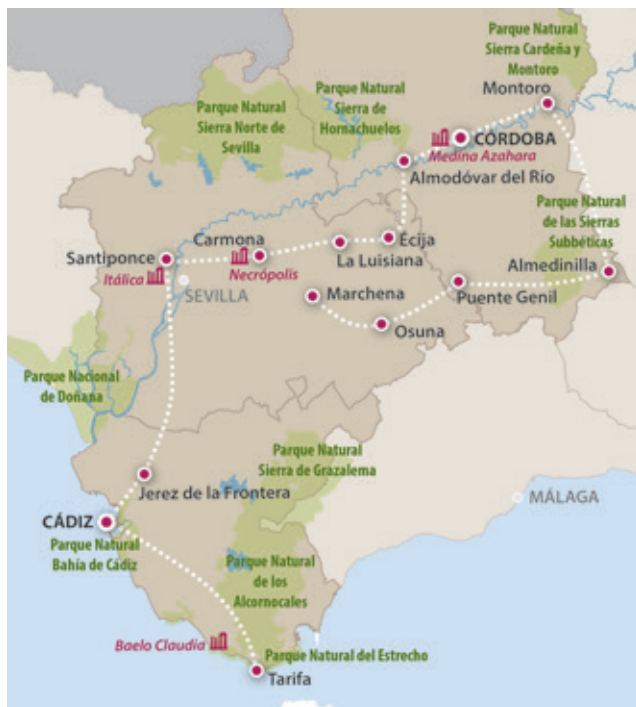 Parque Natural
Sierra Cardeña y
Montoro
Montoro
Parque Natural
Sierra de
Hornachuelos
Parque Natural
Sierra Norte de
Sevilla
CÓRDOBA
Medina Azahara
Almodóvar del Río
Parque Natural
de las Sierras
Subbéticas
Carmona
Écija
Santiponce
La Luisiana
Necrópolis
Itálica
Almedinilla
SEVILLA
Marchena
Puente Genil
Osuna
Parque Nacional
de Doñana
Parque Natural
Sierra de Grazalema
Jerez de la Frontera
MÁLAGA
CÁDIZ
Parque Natural
Bahía de Cádiz
Parque Natural
de los
Alcornocales
Baelo Claudia
Parque Natural del Estrecho
Tarifa